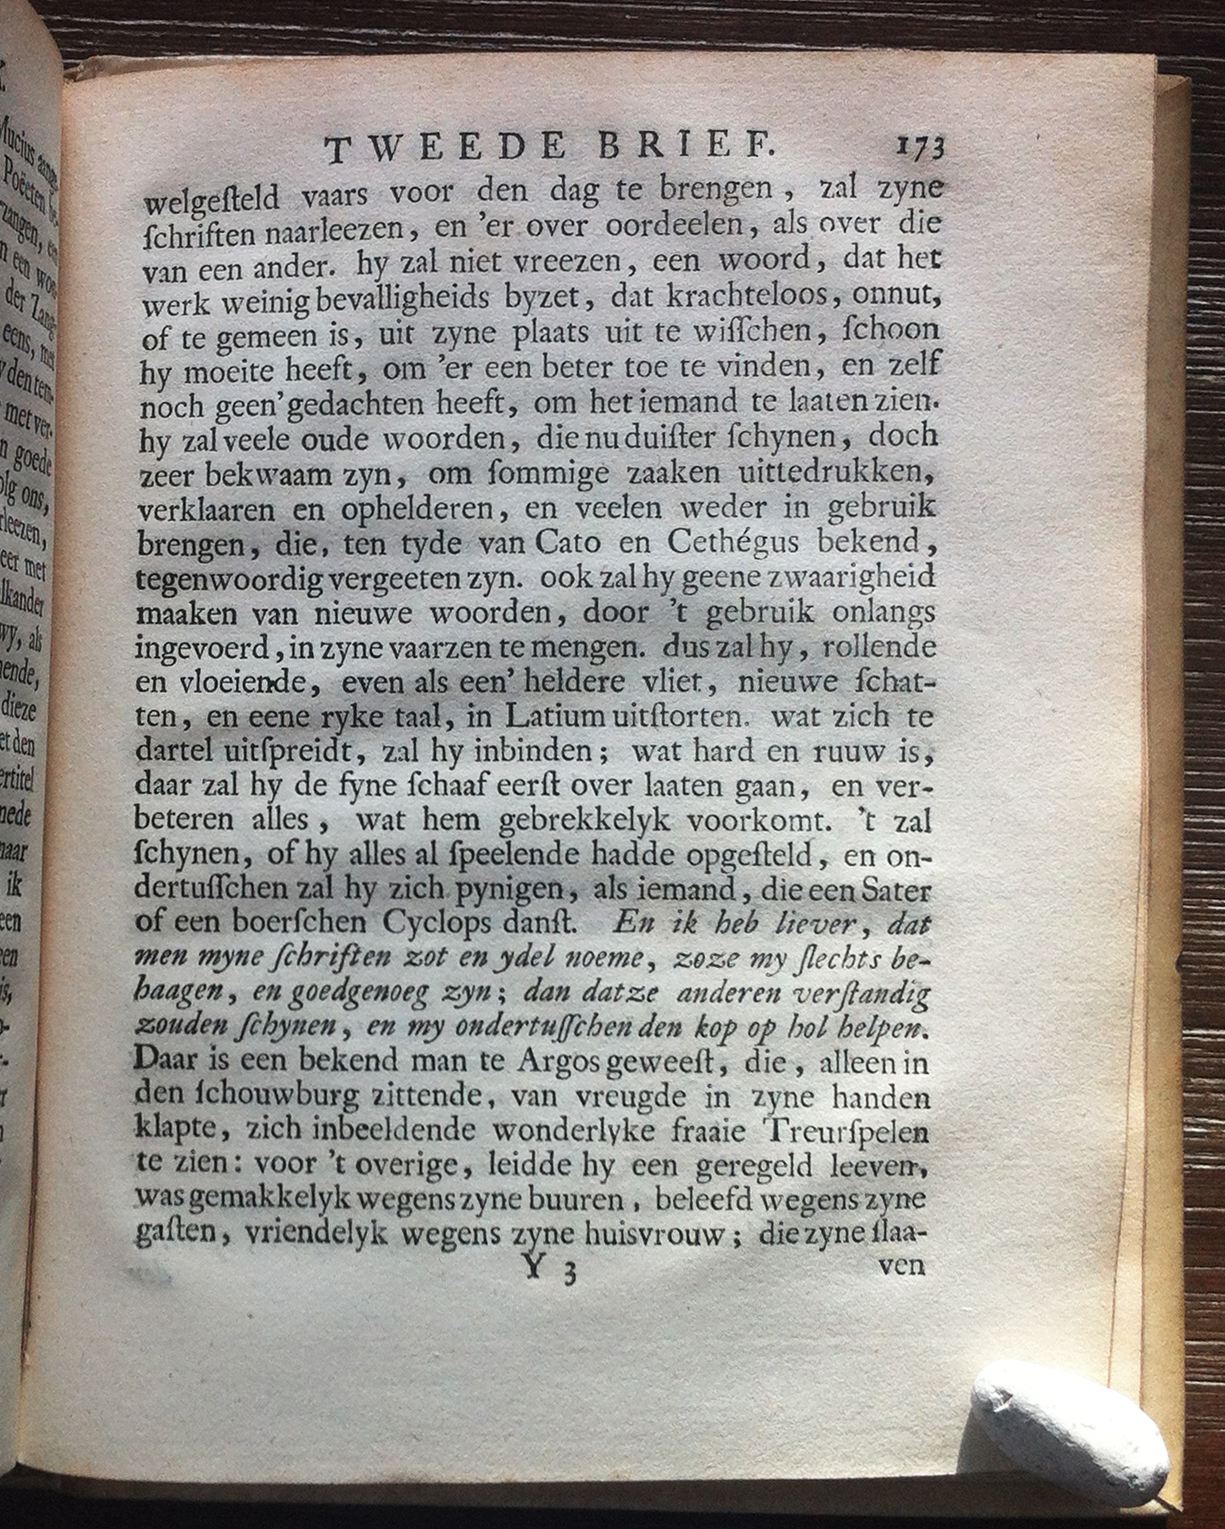 TWEEDE BRIEF. 173
welgeſteld vaars voor den dag te brengen, zal zyne
ſchriften naarleezen, en 'er over oordeelen, als over die
van een ander. hy zal niet vreezen, een woord, dat het
werk weinig bevalligheids byzet, dat krachteloos, onnut,
of te gemeen is, uit zyne plaats uit te wiſſchen, ſchoon
hy moeite heeft, om 'er een beter toe te vinden, en zelf
noch geen' gedachten heeft, om het iemand te laaten zien.
hy zal veele oude woorden, die nu duiſter ſchynen, doch
zeer bekwaam zyn, om ſommige zaaken uittedrukken,
verklaaren en ophelderen, en veelen weder in gebruik
brengen, die, ten tyde van Cato en Cethégus bekend,
tegenwoordig vergeeten zyn. ook zal hy geene zwaarigheid
maaken van nieuwe woorden, door 't gebruik onlangs
ingevoerd, in zyne vaarzen te mengen. dus zal hy, rollende
en vloeiende, even als een' heldere vliet, nieuwe ſchat-
ten, en eene ryke taal, in Latium uitſtorten. wat zich te
dartel uitſpreidt, zal hy inbinden; wat hard en ruuw is,
daar zal hy de fyne ſchaaf eerſt over laaten gaan, en ver-
beteren alles, wat hem gebrekkelyk voorkomt. 't zal
ſchynen, of hy alles al ſpeelende hadde opgeſteld, en on-
dertuſſchen zal hy zich pynigen, als iemand, die een Sater
of een boerſchen Cyclops danſt. En ik heb liever, dat
men myne ſchriften zot en ydel noeme, zoze my ſlechts be-
haagen, en goedgenoeg zyn; dan datze anderen verſtandig
zouden ſchynen, en my ondertuſſchen den kop op hol helpen.
Daar is een bekend man te Argos geweeſt, die, alleen in
den ſchouwburg zittende, van vreugde in zyne handen
klapte, zich inbeeldende wonderlyke fraaie Treurſpelen
te zien: voor 't overige, leidde hy een geregeld leeven,
was gemakkelyk wegens zyne buuren, beleefd wegens zyne
gaſten, vriendelyk wegens zyne huisvrouw; die zyne ſlaa-
Y 3 ven